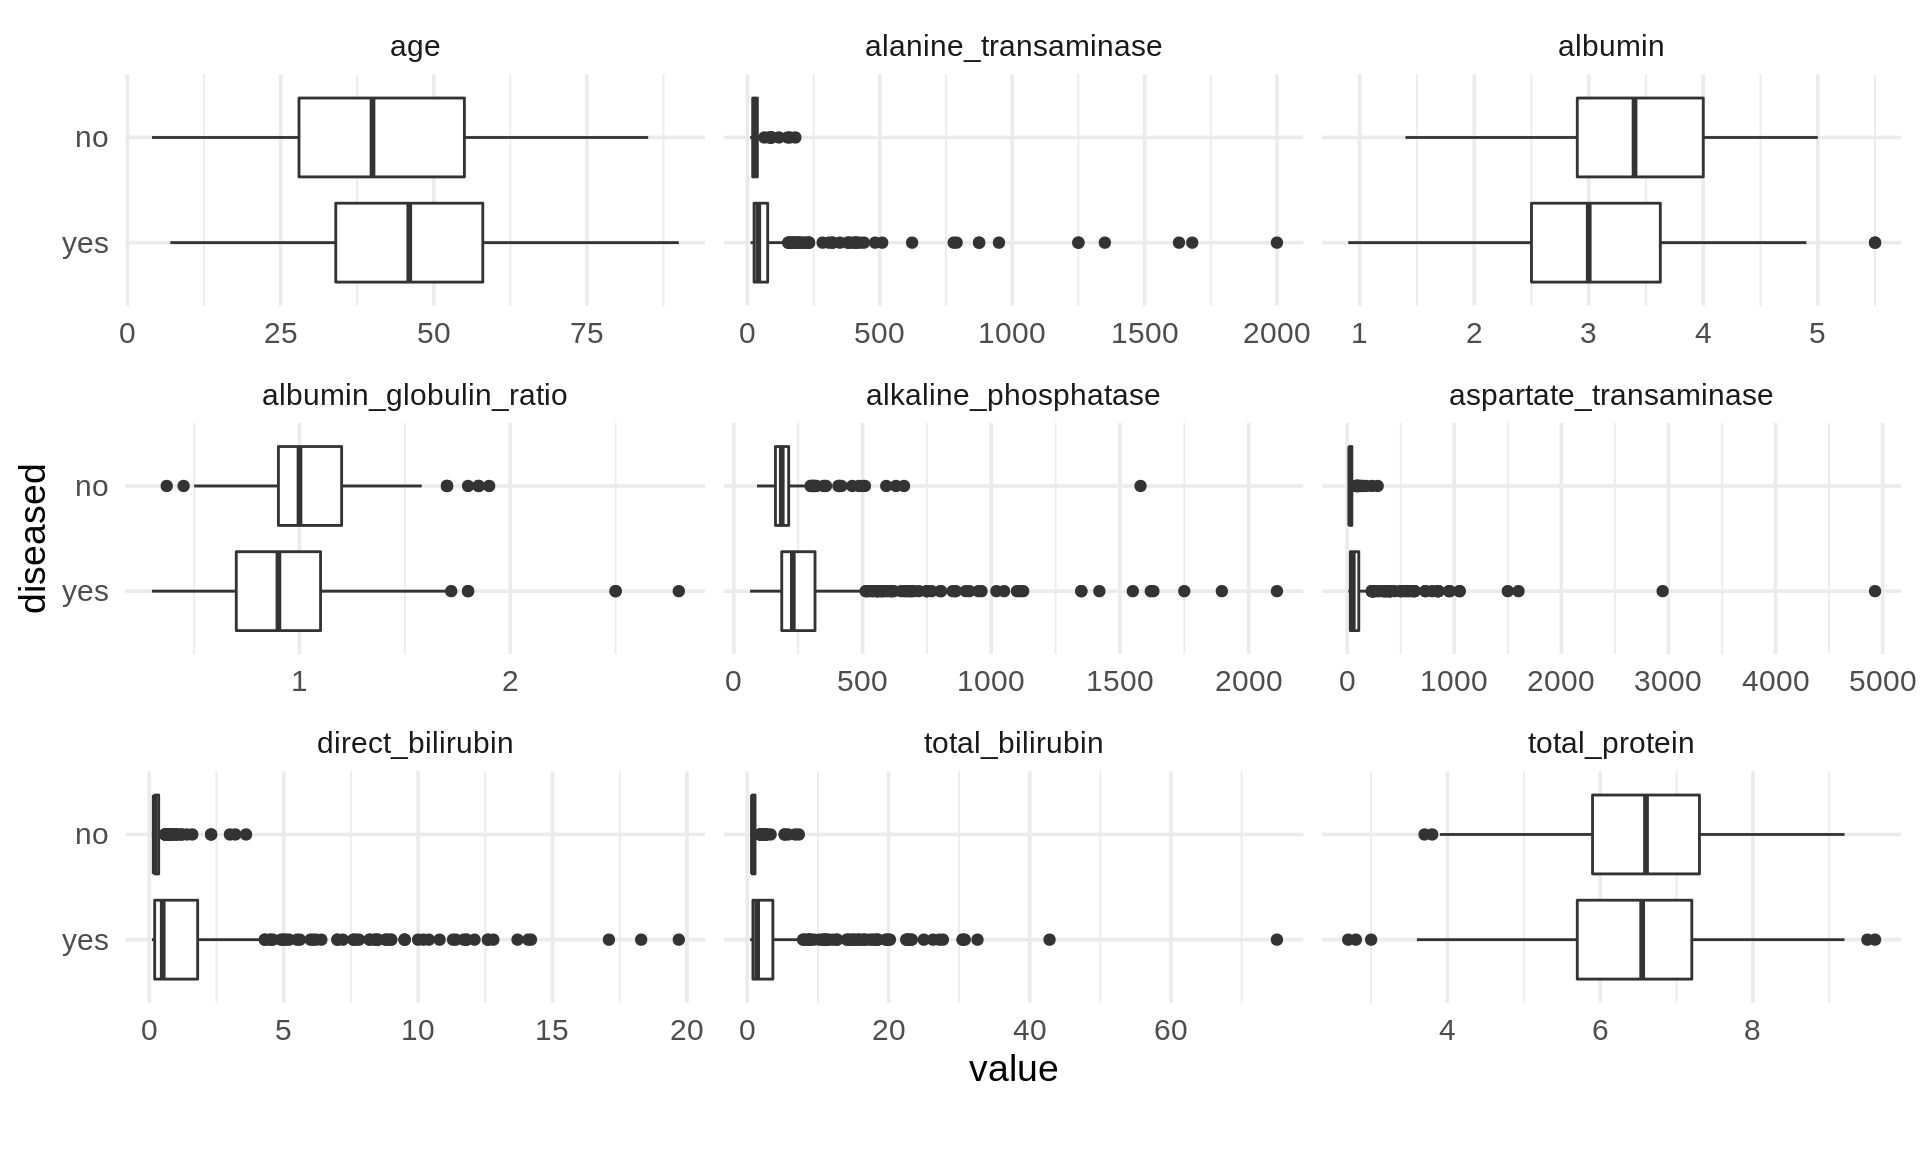 age
alanine_transaminase
albumin
no
yes
0 25 50 75
0 500 1000 1500 2000
1 2 3 4 5
albumin_globulin_ratio
alkaline_phosphatase
aspartate_transaminase
diseased
no
yes
1 2
0 500 1000 1500 2000
0 1000 2000 3000 4000 5000
direct_bilirubin
total_bilirubin
total_protein
no
yes
0 5 10 15 20
0 20 40 60
4 6 8
value